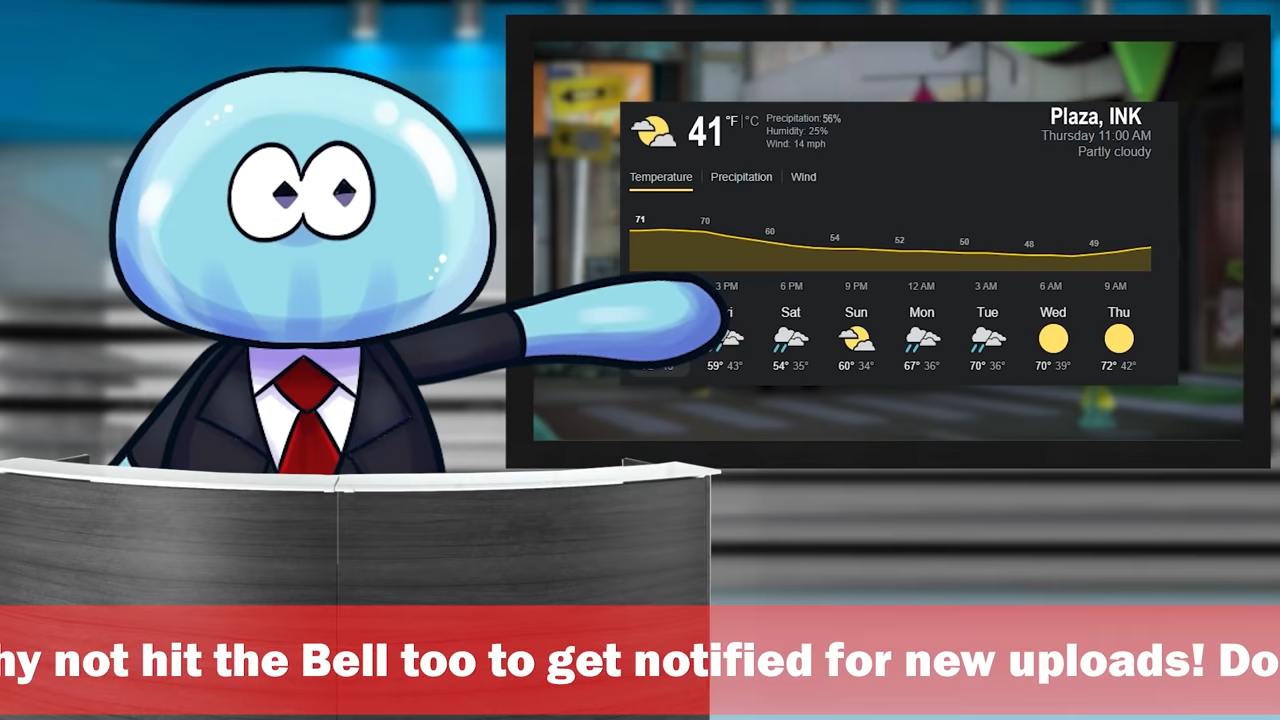 41 °F | °C
Precipitation: 56%
Humidity: 25%
Wind: 14 mph
Plaza, INK
Thursday 11:00 AM
Partly cloudy
Temperature | Precipitation | Wind
71 70 60 54 52 50 48 49
3 PM 6 PM 9 PM 12 AM 3 AM 6 AM 9 AM
Sat Sun Mon Tue Wed Thu
59° 43° 54° 35° 60° 34° 67° 36° 70° 36° 70° 39° 72° 42°
hy not hit the Bell too to get notified for new uploads! Do